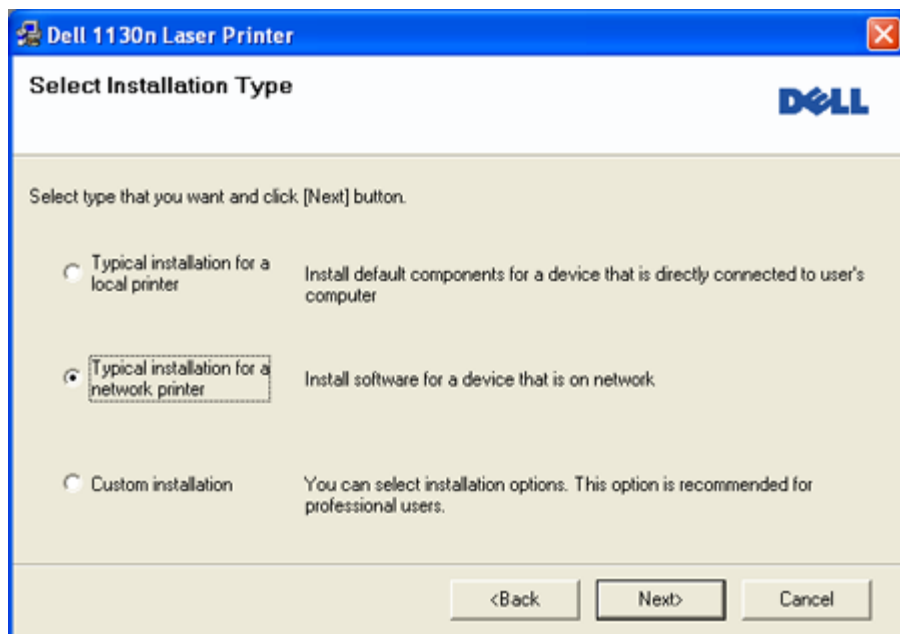 Dell 1130n Laser Printer
Select Installation Type
DELL
Select type that you want and click [Next] button.
Typical installation for a
local printer
Install default components for a device that is directly connected to user's
computer
Typical installation for a
network printer
Install software for a device that is on network
Custom installation
You can select installation options. This option is recommended for
professional users.
<Back
Next>
Cancel